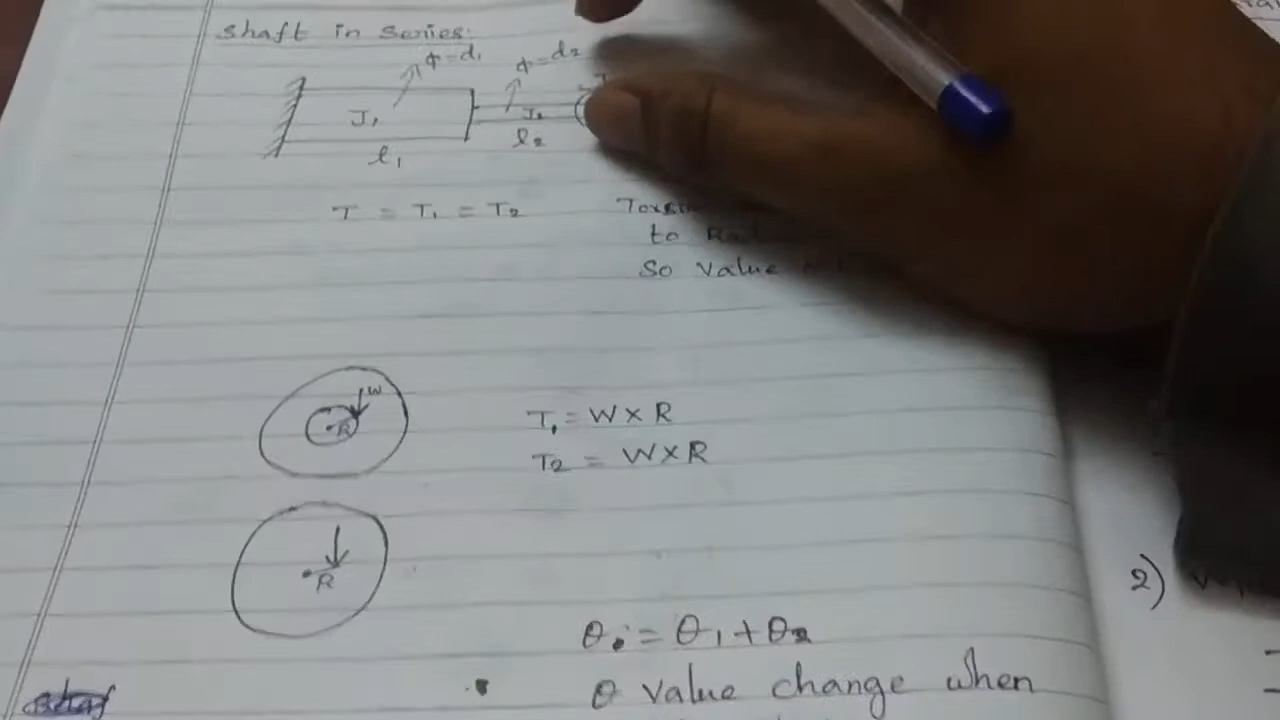 shaft in series:
ϕ=d₁
ϕ=d₂
J₁
J₂
l₁
l₂
T = T₁ = T₂
to
So value
W
R
T₁ = W×R
T2 = W×R
R
2)
θ = θ₁+θ₂
θ value change when